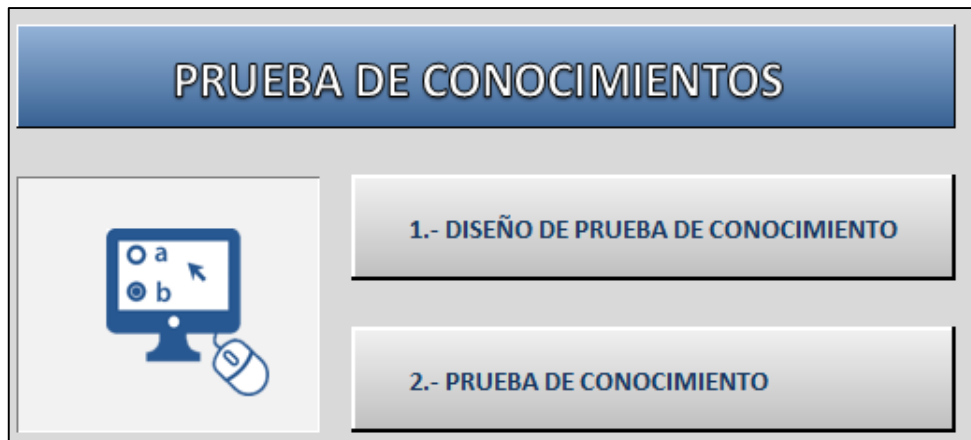 PRUEBA DE CONOCIMIENTOS
1.- DISEÑO DE PRUEBA DE CONOCIMIENTO
a
b
2.- PRUEBA DE CONOCIMIENTO